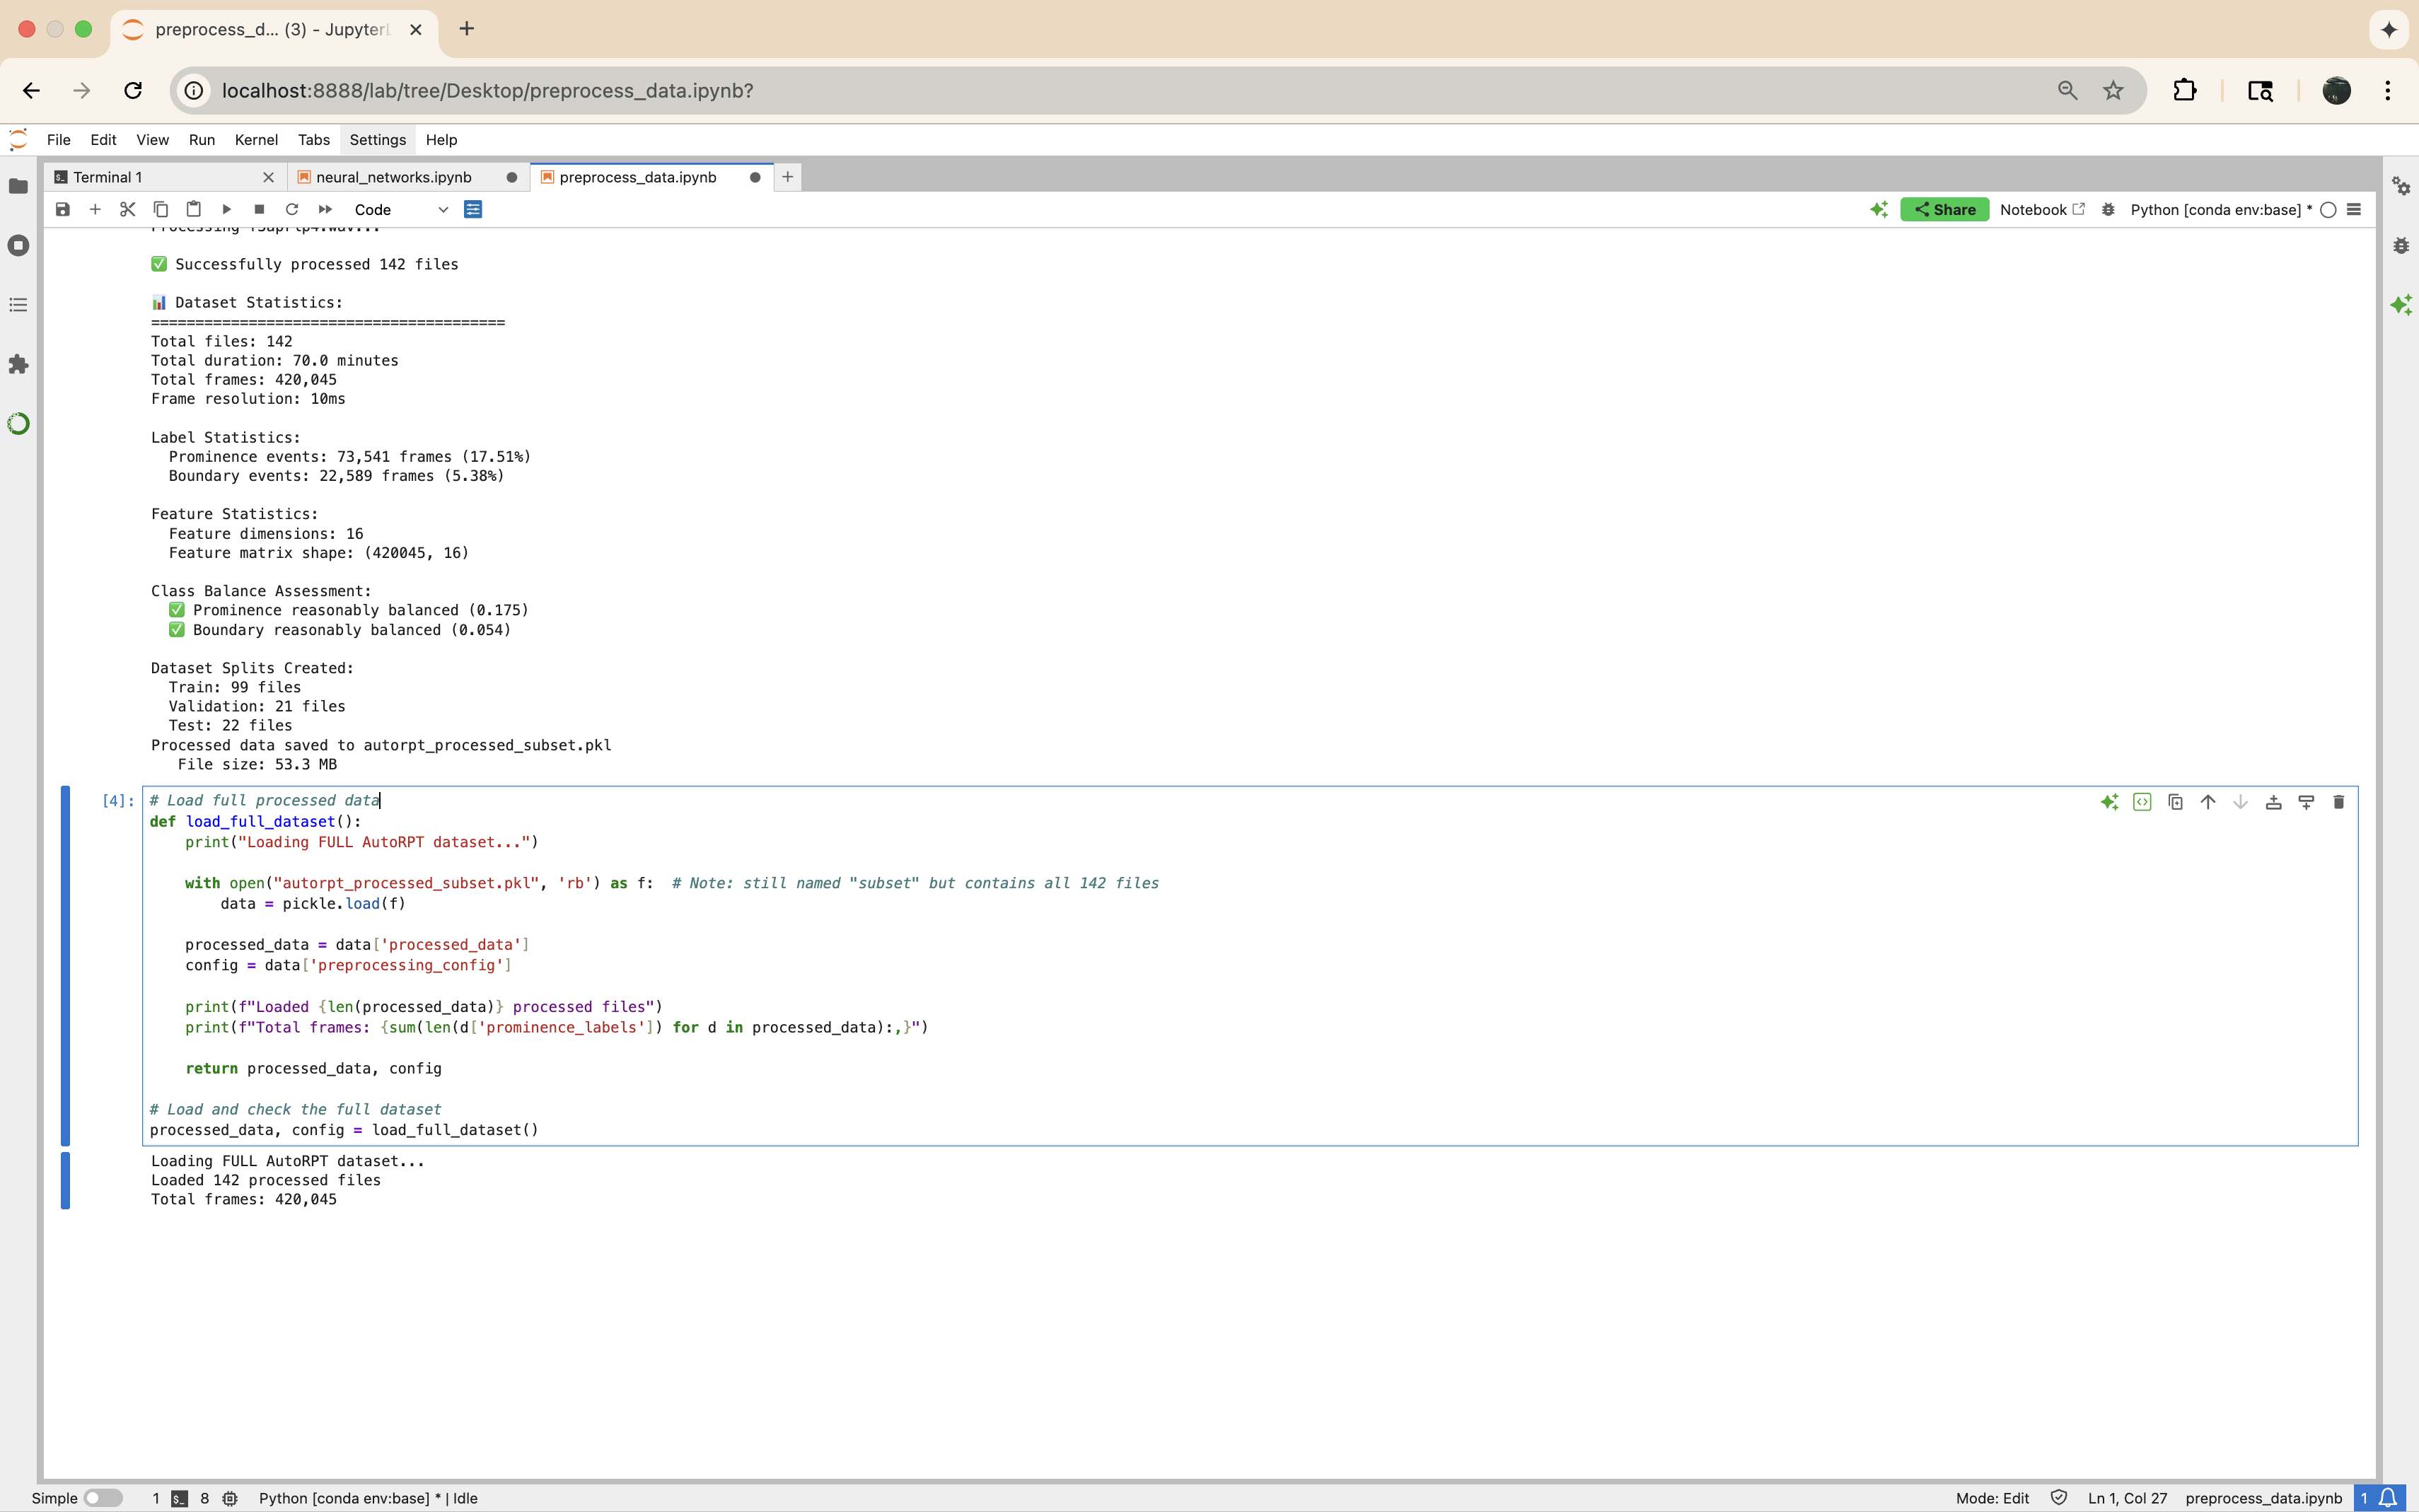 preprocess_d... (3) - Jupyter
localhost:8888/lab/tree/Desktop/preprocess_data.ipynb?
File Edit View Run Kernel Tabs Settings Help
Terminal 1
neural_networks.ipynb
preprocess_data.ipynb
Code
Share
Notebook
Python [conda env:base] *
✅ Successfully processed 142 files
📊 Dataset Statistics:
========================================
Total files: 142
Total duration: 70.0 minutes
Total frames: 420,045
Frame resolution: 10ms
Label Statistics:
Prominence events: 73,541 frames (17.51%)
Boundary events: 22,589 frames (5.38%)
Feature Statistics:
Feature dimensions: 16
Feature matrix shape: (420045, 16)
Class Balance Assessment:
✅ Prominence reasonably balanced (0.175)
✅ Boundary reasonably balanced (0.054)
Dataset Splits Created:
Train: 99 files
Validation: 21 files
Test: 22 files
Processed data saved to autorpt_processed_subset.pkl
File size: 53.3 MB
[4]:
# Load full processed data
def load_full_dataset():
print("Loading FULL AutoRPT dataset...")
with open("autorpt_processed_subset.pkl", 'rb') as f:  # Note: still named "subset" but contains all 142 files
data = pickle.load(f)
processed_data = data['processed_data']
config = data['preprocessing_config']
print(f"Loaded {len(processed_data)} processed files")
print(f"Total frames: {sum(len(d['prominence_labels']) for d in processed_data):,}")
return processed_data, config
# Load and check the full dataset
processed_data, config = load_full_dataset()
Loading FULL AutoRPT dataset...
Loaded 142 processed files
Total frames: 420,045
Simple 1 8 Python [conda env:base] * | Idle Mode: Edit Ln 1, Col 27 preprocess_data.ipynb 1